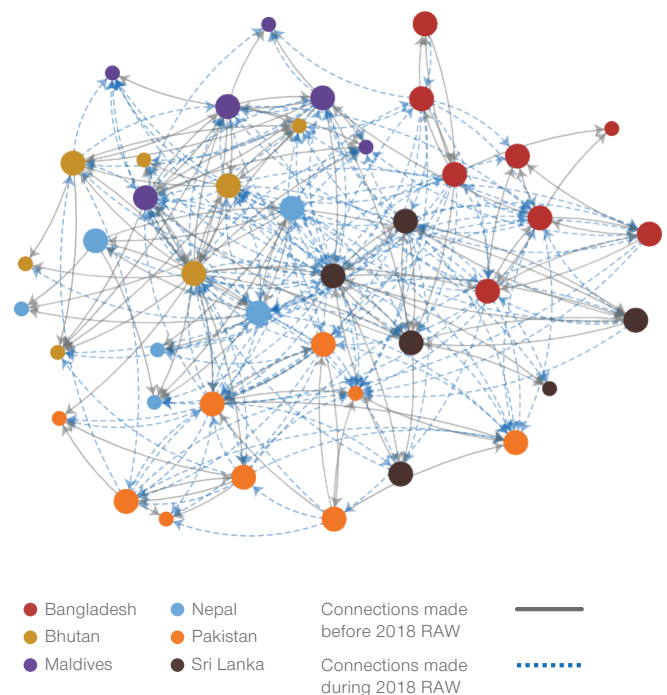 Bangladesh
Bhutan
Maldives
Nepal
Pakistan
Sri Lanka
Connections made
before 2018 RAW
Connections made
during 2018 RAW